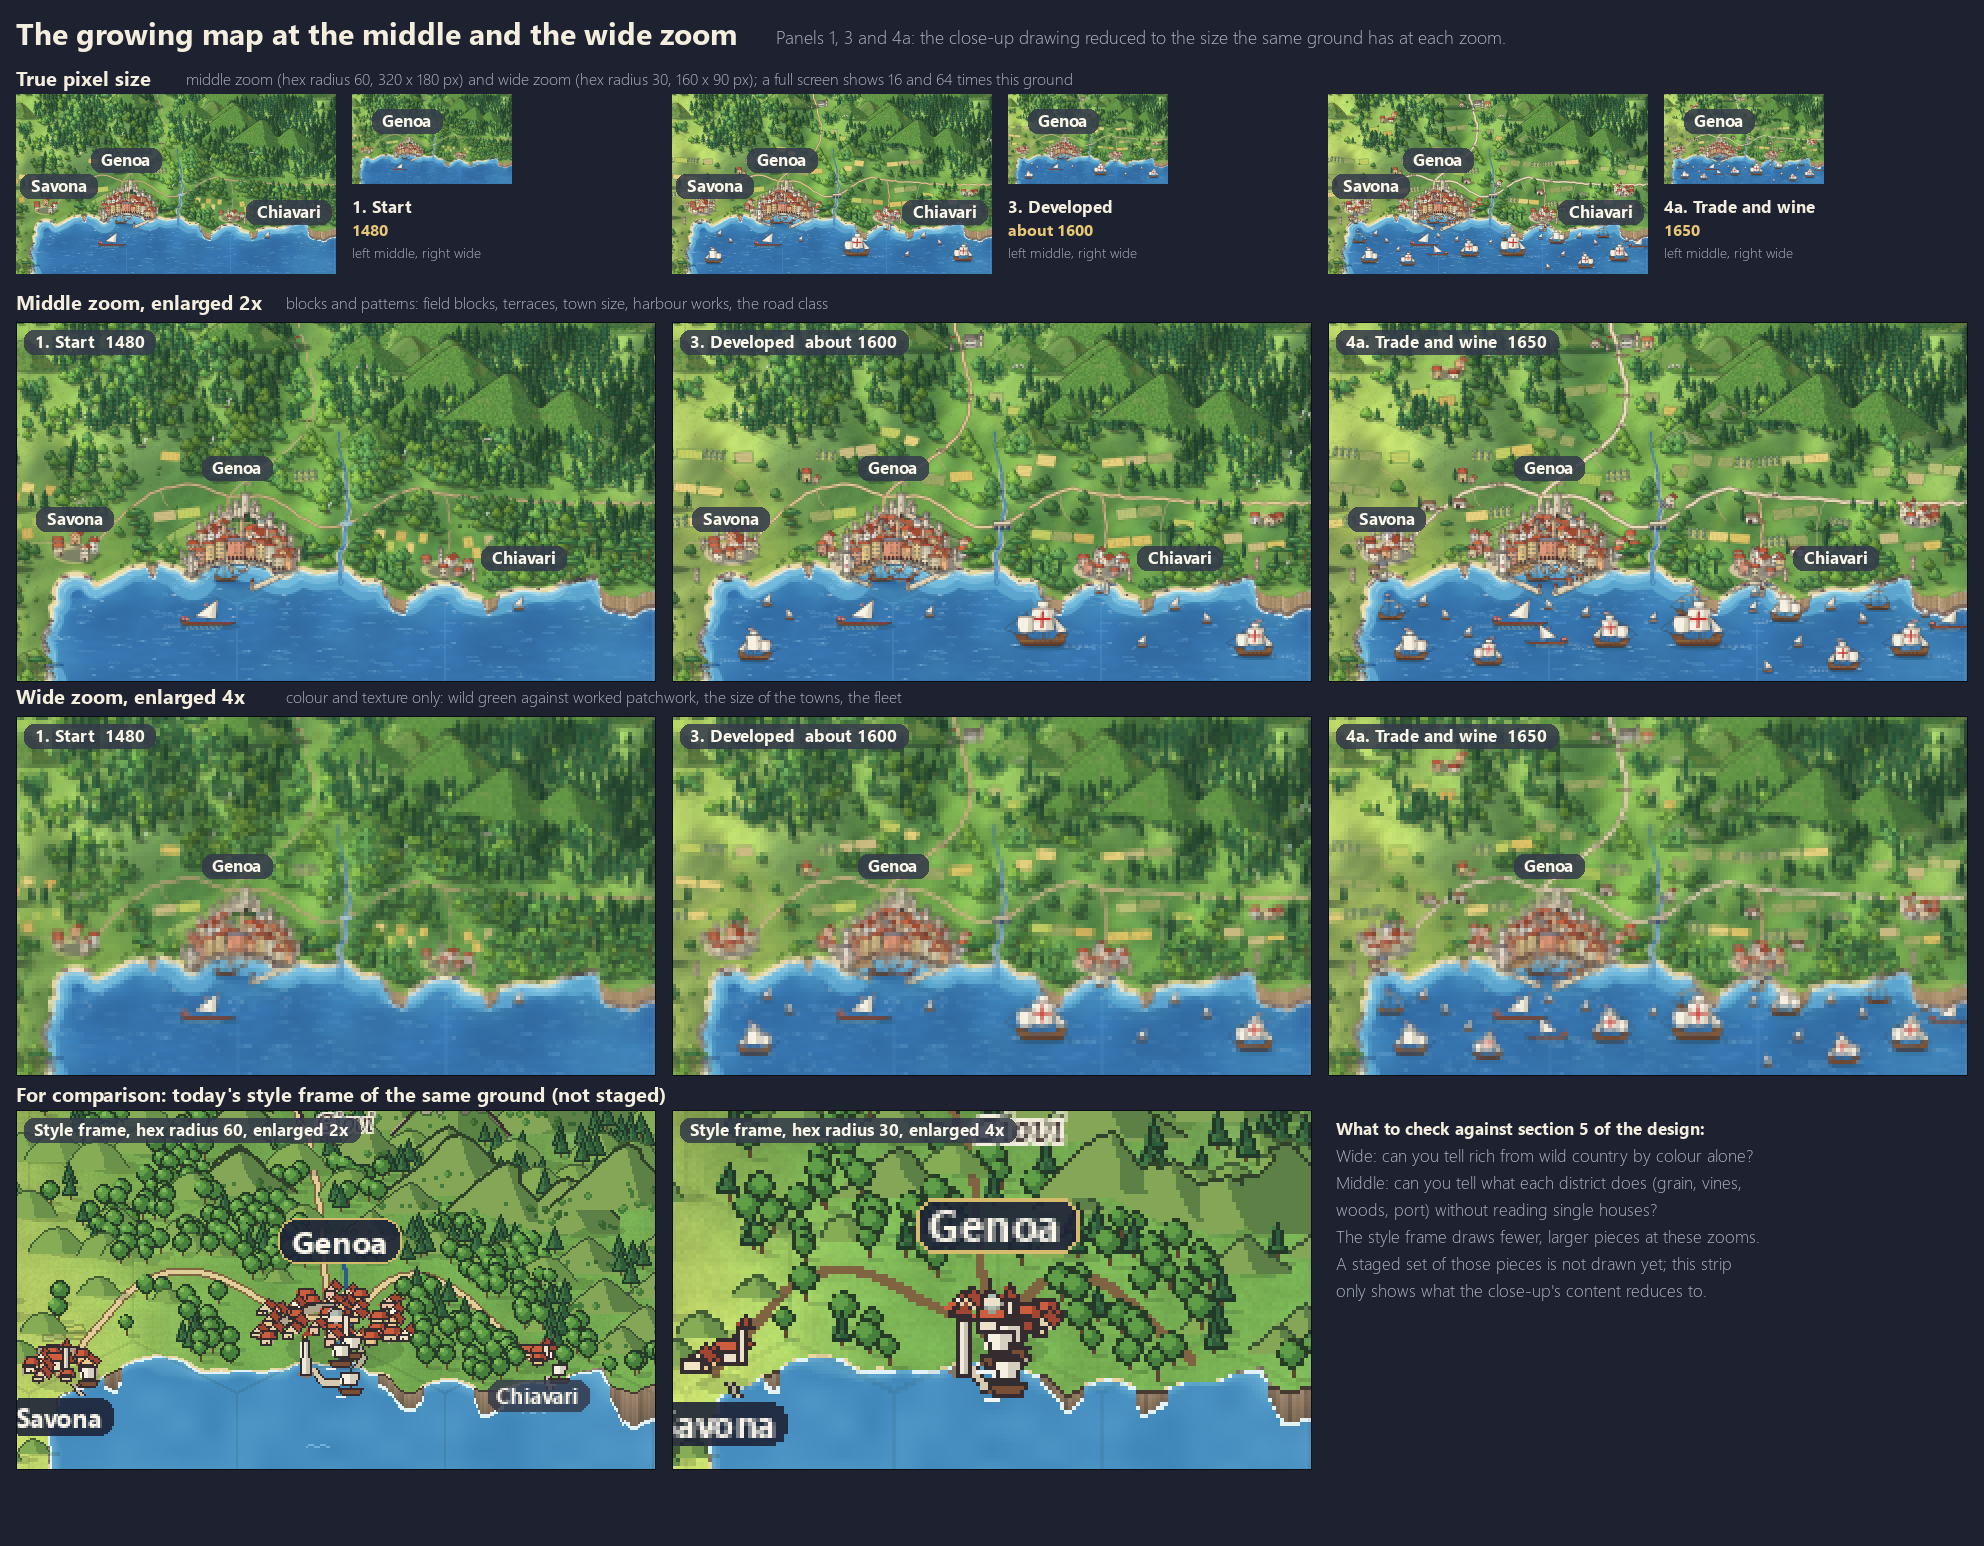 The growing map at the middle and the wide zoom
Panels 1, 3 and 4a: the close-up drawing reduced to the size the same ground has at each zoom.
True pixel size
middle zoom (hex radius 60, 320 x 180 px) and wide zoom (hex radius 30, 160 x 90 px); a full screen shows 16 and 64 times this ground
Genoa
Savona
Chiavari
Genoa
1. Start
1480
left middle, right wide
Genoa
Savona
Chiavari
Genoa
3. Developed
about 1600
left middle, right wide
Genoa
Savona
Chiavari
Genoa
4a. Trade and wine
1650
left middle, right wide
Middle zoom, enlarged 2x
blocks and patterns: field blocks, terraces, town size, harbour works, the road class
1. Start 1480
Genoa
Savona
Chiavari
3. Developed about 1600
Genoa
Savona
Chiavari
4a. Trade and wine 1650
Genoa
Savona
Chiavari
Wide zoom, enlarged 4x
colour and texture only: wild green against worked patchwork, the size of the towns, the fleet
1. Start 1480
Genoa
3. Developed about 1600
Genoa
4a. Trade and wine 1650
Genoa
For comparison: today's style frame of the same ground (not staged)
Style frame, hex radius 60, enlarged 2x
Genoa
Chiavari
Savona
Style frame, hex radius 30, enlarged 4x
Genoa
avona
What to check against section 5 of the design:
Wide: can you tell rich from wild country by colour alone?
Middle: can you tell what each district does (grain, vines,
woods, port) without reading single houses?
The style frame draws fewer, larger pieces at these zooms.
A staged set of those pieces is not drawn yet; this strip
only shows what the close-up's content reduces to.